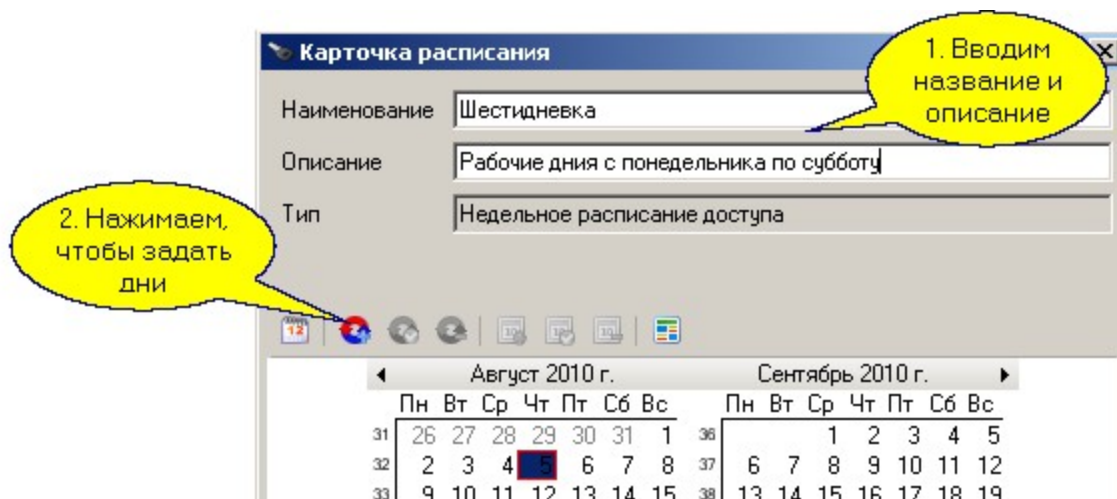 Карточка расписания
1. Вводим
название и
описание
Наименование Шестидневка
Описание Рабочие дния с понедельника по субботу
2. Нажимаем,
чтобы задать
дни
Тип Недельное расписание доступа
12
Август 2010 г. Сентябрь 2010 г.
Пн Вт Ср Чт Пт Сб Вс Пн Вт Ср Чт Пт Сб Вс
31 26 27 28 29 30 31 1 36 1 2 3 4 5
32 2 3 4 5 6 7 8 37 6 7 8 9 10 11 12
33 9 10 11 12 13 14 15 38 13 14 15 16 17 18 19